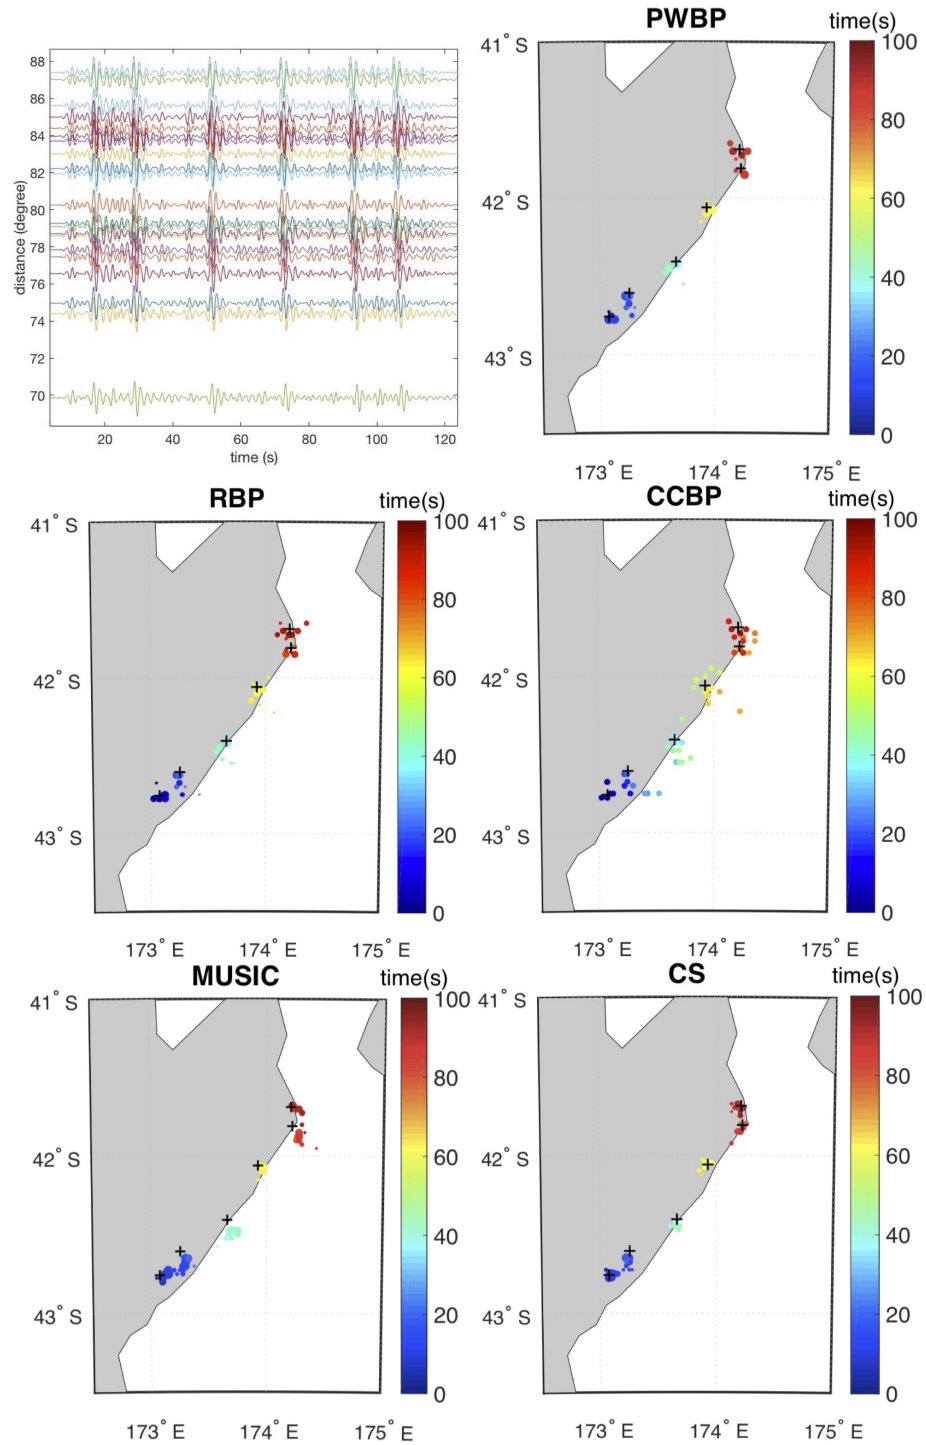 PWBP
time(s)
88
86
84
82
80
78
76
74
72
70
distance (degree)
20 40 60 80 100 120
time (s)
41° S
42° S
43° S
173° E 174° E 175° E
100
80
60
40
20
0
RBP
time(s)
41° S
42° S
43° S
173° E 174° E 175° E
100
80
60
40
20
0
CCBP
time(s)
41° S
42° S
43° S
173° E 174° E 175° E
100
80
60
40
20
0
MUSIC
time(s)
41° S
42° S
43° S
173° E 174° E 175° E
100
80
60
40
20
0
CS
time(s)
41° S
42° S
43° S
173° E 174° E 175° E
100
80
60
40
20
0